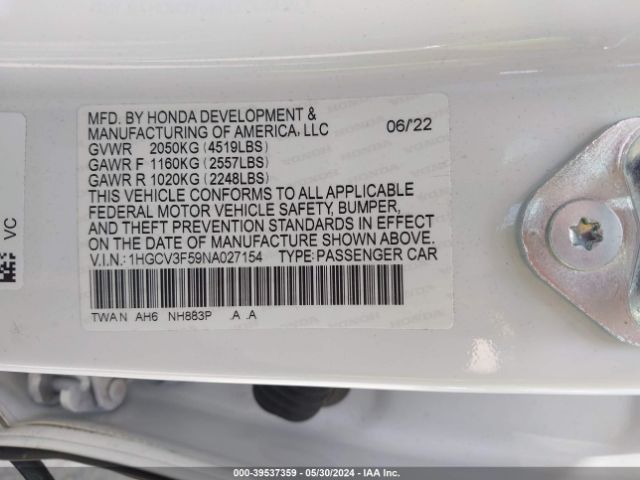 MFD. BY HONDA DEVELOPMENT &
MANUFACTURING OF AMERICA, LLC 06/'22
GVWR 2050KG (4519LBS)
GAWR F 1160KG (2557LBS)
GAWR R 1020KG (2248LBS)
THIS VEHICLE CONFORMS TO ALL APPLICABLE
FEDERAL MOTOR VEHICLE SAFETY, BUMPER,
AND THEFT PREVENTION STANDARDS IN EFFECT
ON THE DATE OF MANUFACTURE SHOWN ABOVE.
V.I.N.: 1HGCV3F59NA027154 TYPE: PASSENGER CAR
TWA N AH6 NH883P .A .A
VC
000-39537359 - 05/30/2024 - IAA Inc.